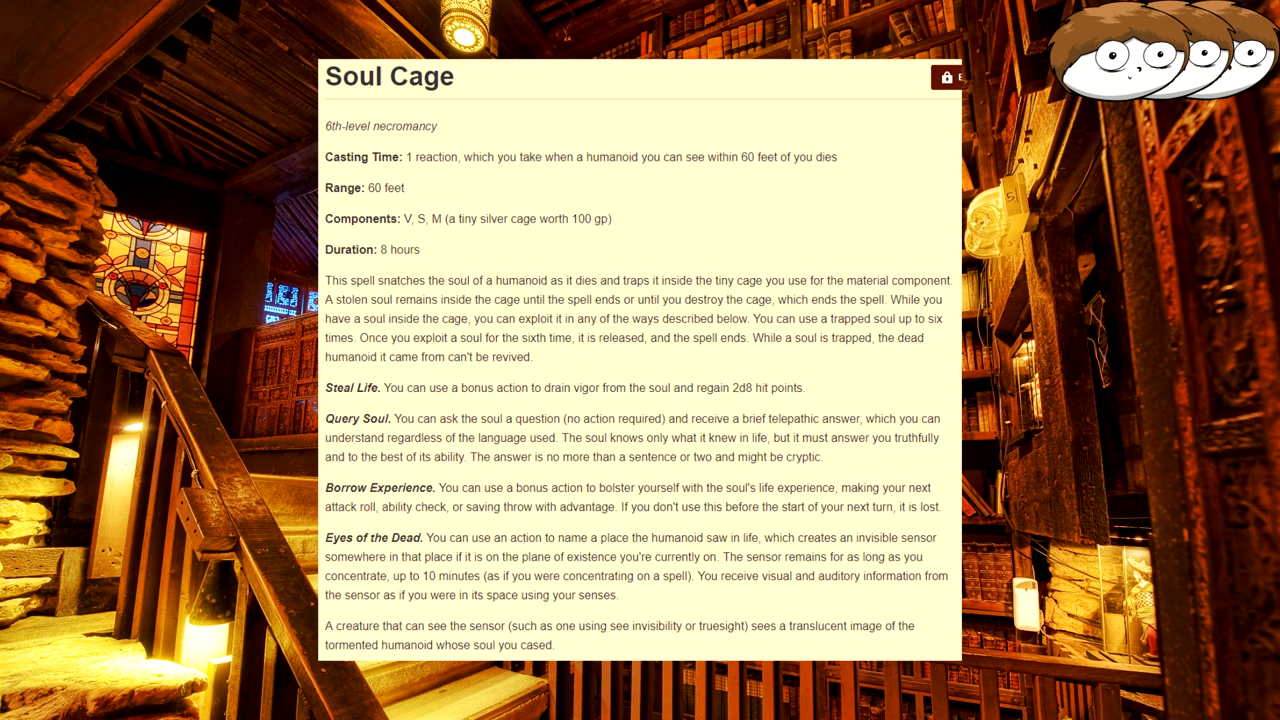 Soul Cage
6th-level necromancy
Casting Time: 1 reaction, which you take when a humanoid you can see within 60 feet of you dies
Range: 60 feet
Components: V, S, M (a tiny silver cage worth 100 gp)
Duration: 8 hours
This spell snatches the soul of a humanoid as it dies and traps it inside the tiny cage you use for the material component.
A stolen soul remains inside the cage until the spell ends or until you destroy the cage, which ends the spell. While you
have a soul inside the cage, you can exploit it in any of the ways described below. You can use a trapped soul up to six
times. Once you exploit a soul for the sixth time, it is released, and the spell ends. While a soul is trapped, the dead
humanoid it came from can't be revived.
Steal Life. You can use a bonus action to drain vigor from the soul and regain 2d8 hit points.
Query Soul. You can ask the soul a question (no action required) and receive a brief telepathic answer, which you can
understand regardless of the language used. The soul knows only what it knew in life, but it must answer you truthfully
and to the best of its ability. The answer is no more than a sentence or two and might be cryptic.
Borrow Experience. You can use a bonus action to bolster yourself with the soul's life experience, making your next
attack roll, ability check, or saving throw with advantage. If you don't use this before the start of your next turn, it is lost.
Eyes of the Dead. You can use an action to name a place the humanoid saw in life, which creates an invisible sensor
somewhere in that place if it is on the plane of existence you're currently on. The sensor remains for as long as you
concentrate, up to 10 minutes (as if you were concentrating on a spell). You receive visual and auditory information from
the sensor as if you were in its space using your senses.
A creature that can see the sensor (such as one using see invisibility or truesight) sees a translucent image of the
tormented humanoid whose soul you cased.